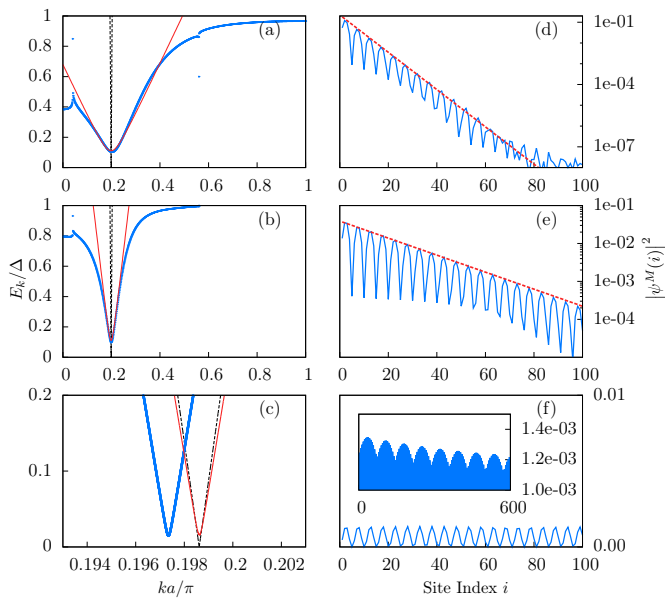 1 (a) (d) 1e-01
0.8
0.6 1e-04
0.4
0.2 1e-07
0
0 0.2 0.4 0.6 0.8 1 0 20 40 60 80 100
1 (b) (e) 1e-01
0.8
0.6 1e-02
0.4 1e-03
0.2 1e-04
0
E_k/Δ |ψ^M(i)|^2
0 0.2 0.4 0.6 0.8 1 0 20 40 60 80 100
0.2 (c) (f) 0.01
1.4e-03
0.1 1.2e-03
1.0e-03
0 600
0 0.00
0.194 0.196 0.198 0.2 0.202 0 20 40 60 80 100
ka/π Site Index i